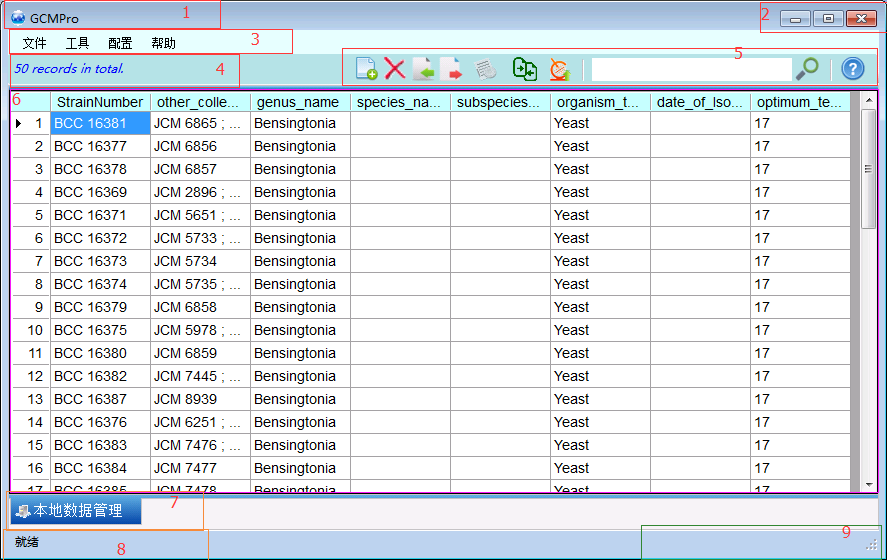 GCMPro 1 2
文件 工具 配置 帮助 3
50 records in total. 4 5
6 StrainNumber other_colle... genus_name species_na... subspecies... organism_t... date_of_Iso... optimum_te...
1 BCC 16381 JCM 6865 ; ... Bensingtonia Yeast 17
2 BCC 16377 JCM 6856 Bensingtonia Yeast 17
3 BCC 16378 JCM 6857 Bensingtonia Yeast 17
4 BCC 16369 JCM 2896 ; ... Bensingtonia Yeast 17
5 BCC 16371 JCM 5651 ; ... Bensingtonia Yeast 17
6 BCC 16372 JCM 5733 ; ... Bensingtonia Yeast 17
7 BCC 16373 JCM 5734 Bensingtonia Yeast 17
8 BCC 16374 JCM 5735 ; ... Bensingtonia Yeast 17
9 BCC 16379 JCM 6858 Bensingtonia Yeast 17
10 BCC 16375 JCM 5978 ; ... Bensingtonia Yeast 17
11 BCC 16380 JCM 6859 Bensingtonia Yeast 17
12 BCC 16382 JCM 7445 ; ... Bensingtonia Yeast 17
13 BCC 16387 JCM 8939 Bensingtonia Yeast 17
14 BCC 16376 JCM 6251 ; ... Bensingtonia Yeast 17
15 BCC 16383 JCM 7476 ; ... Bensingtonia Yeast 17
16 BCC 16384 JCM 7477 Bensingtonia Yeast 17
17 BCC 16385 JCM 7478 Bensingtonia Yeast 17
本地数据管理 7
就绪 8 9